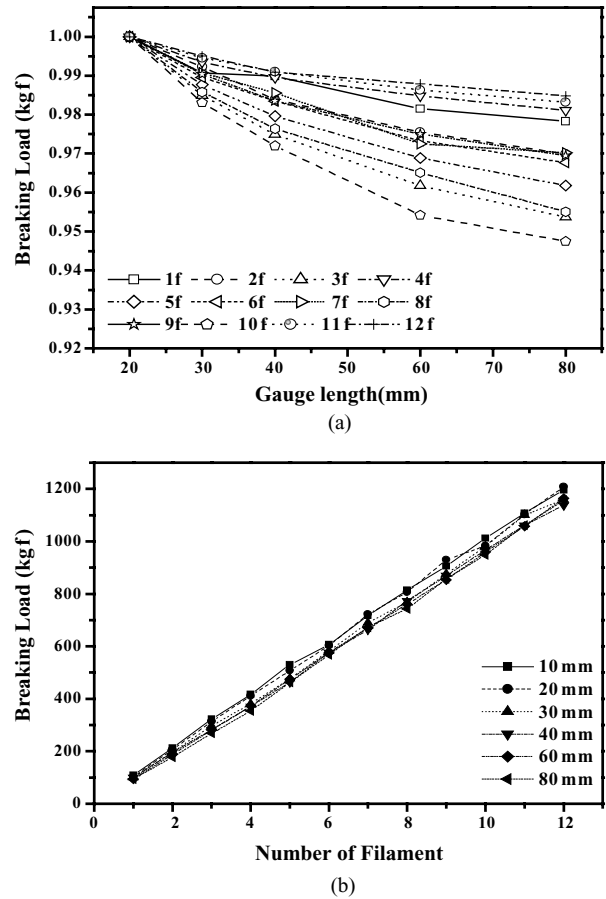 1.00
0.99
0.98
0.97
0.96
0.95
0.94
0.93
0.92
Breaking Load (kgf)
1f 2f 3f 4f
5f 6f 7f 8f
9f 10f 11f 12f
20 30 40 50 60 70 80
Gauge length(mm)
(a)
1200
1000
800
600
400
200
0
Breaking Load (kgf)
10 mm
20 mm
30 mm
40 mm
60 mm
80 mm
0 2 4 6 8 10 12
Number of Filament
(b)